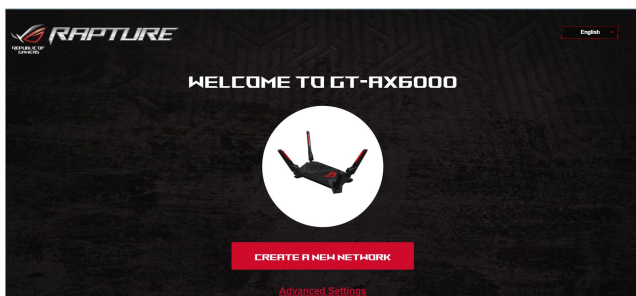 REPUBLIC OF
GAMERS
RAPTURE
English
WELCOME TO GT-AX6000
CREATE A NEW NETWORK
Advanced Settings